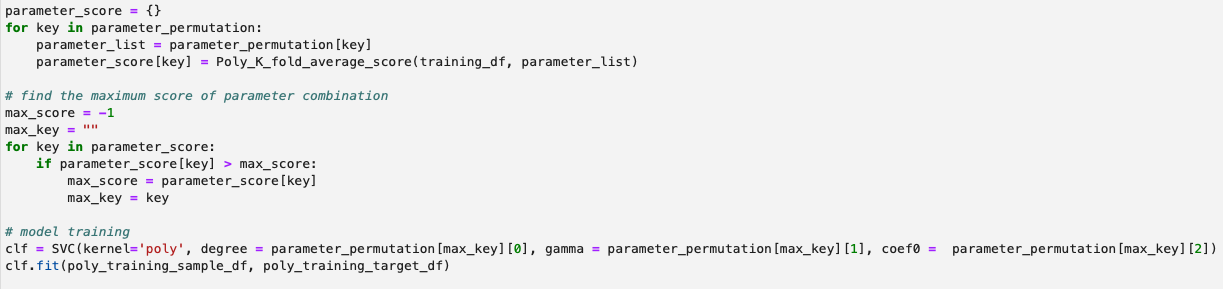 parameter_score = {}
for key in parameter_permutation:
    parameter_list = parameter_permutation[key]
    parameter_score[key] = Poly_K_fold_average_score(training_df, parameter_list)

# find the maximum score of parameter combination
max_score = -1
max_key = ""
for key in parameter_score:
    if parameter_score[key] > max_score:
        max_score = parameter_score[key]
        max_key = key

# model training
clf = SVC(kernel='poly', degree = parameter_permutation[max_key][0], gamma = parameter_permutation[max_key][1], coef0 =  parameter_permutation[max_key][2])
clf.fit(poly_training_sample_df, poly_training_target_df)